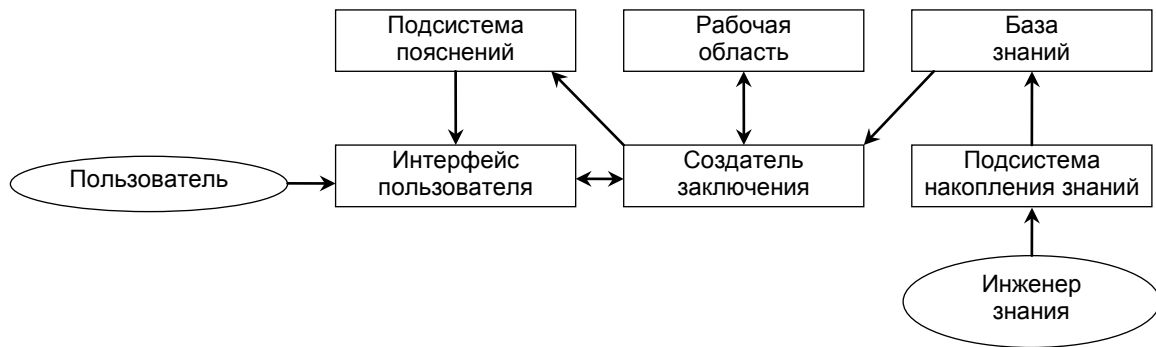 Подсистема
пояснений
Рабочая
область
База
знаний
Пользователь
Интерфейс
пользователя
Создатель
заключения
Подсистема
накопления знаний
Инженер
знания